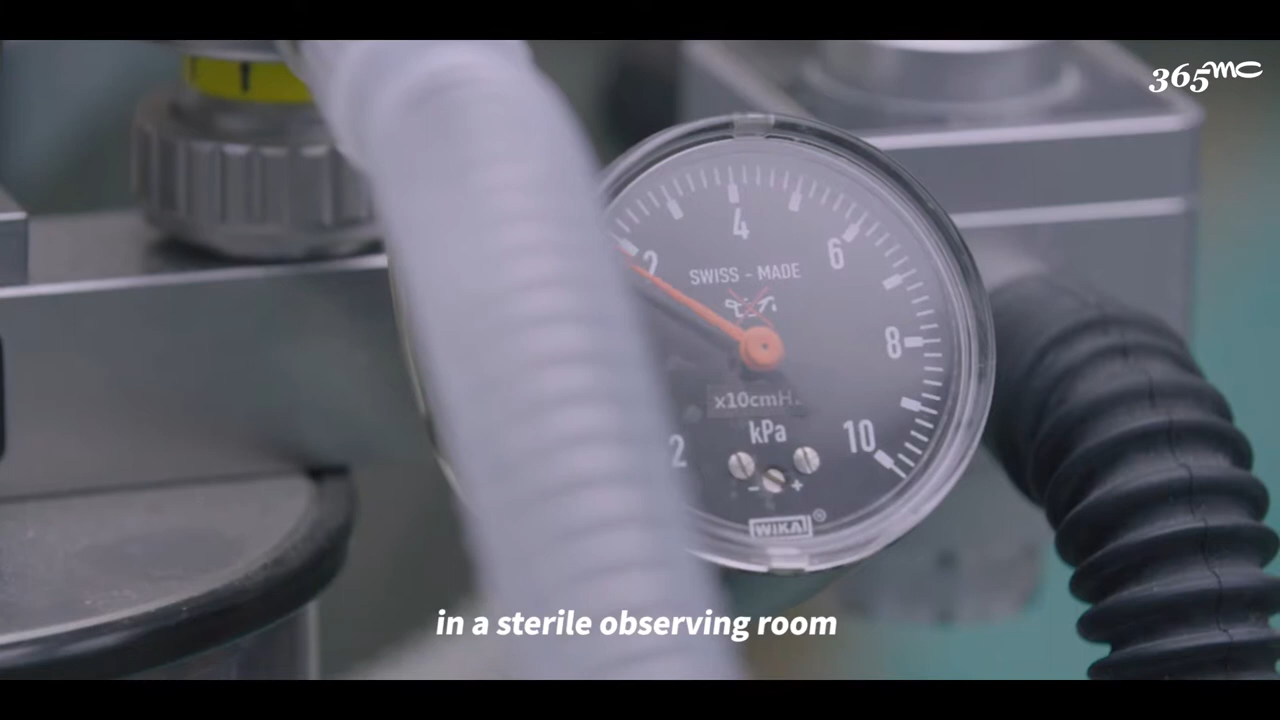 365mc
4
2
6
SWISS - MADE
8
x10cmH
kPa
10
2
- +
WIKA®
in a sterile observing room